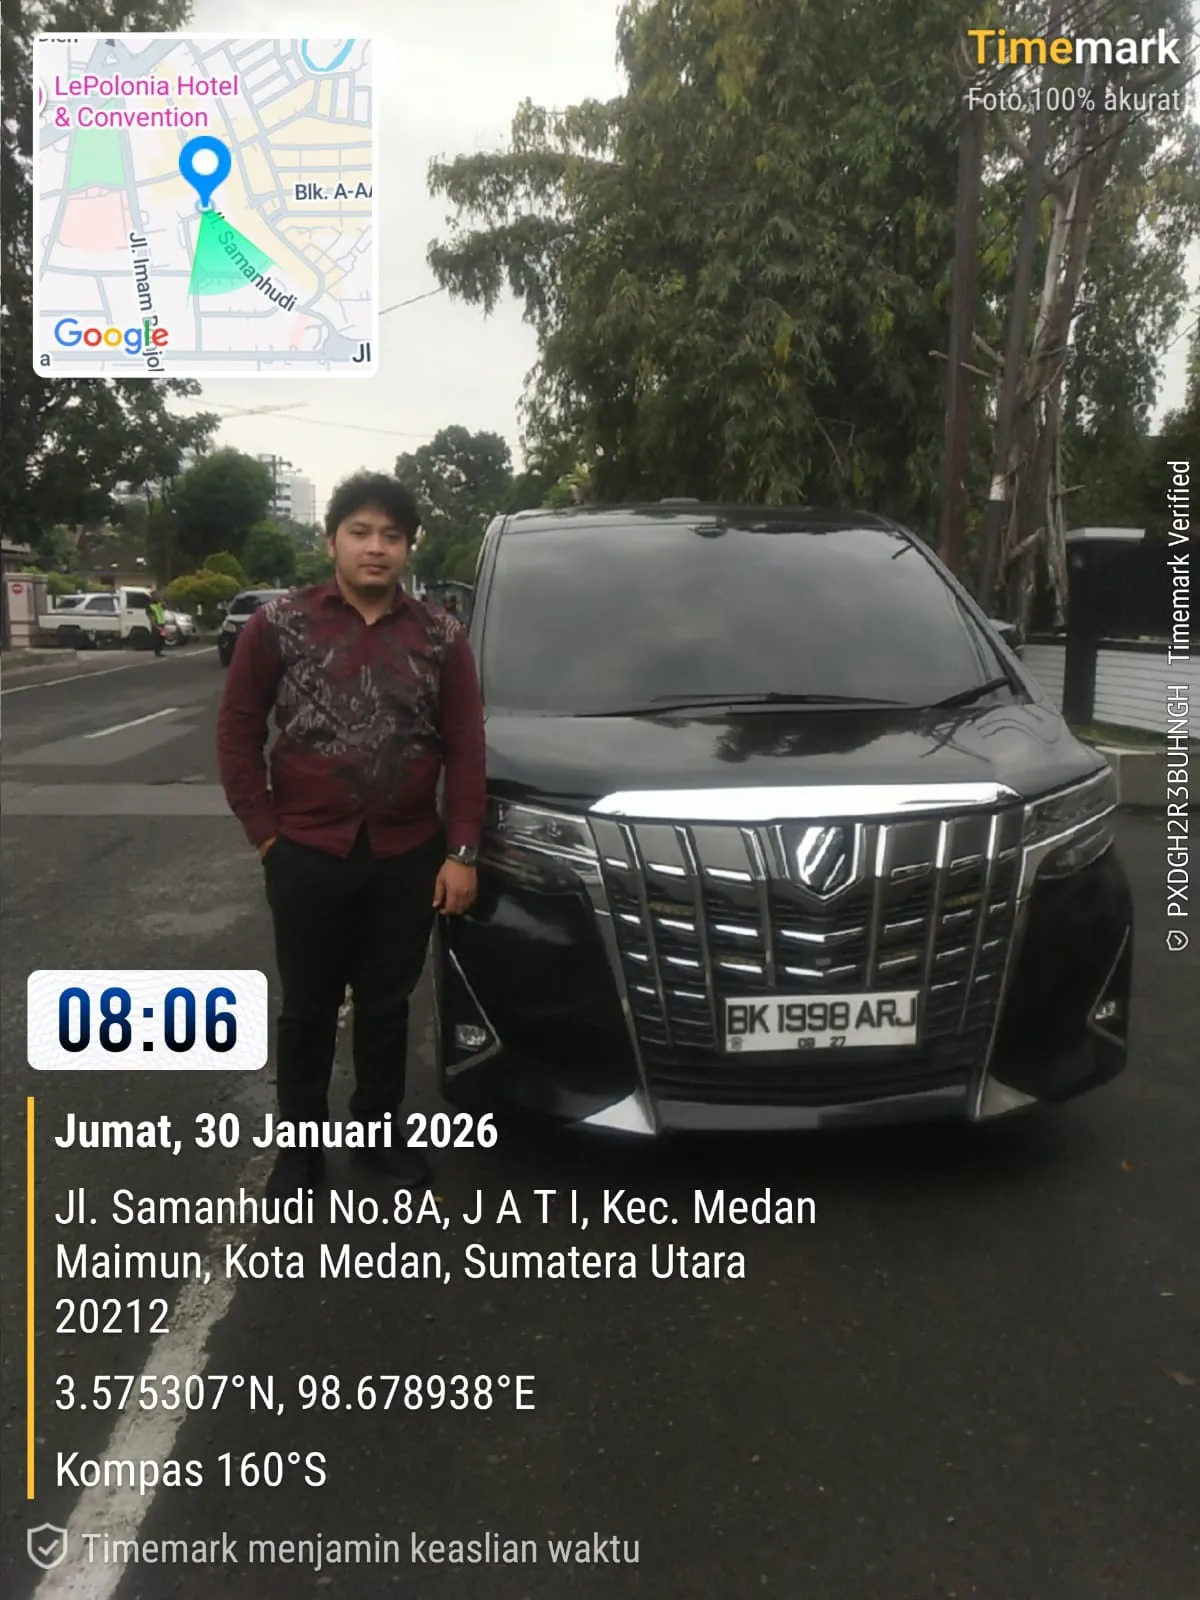 Timemark
Foto 100% akurat
LePolonia Hotel
& Convention
Blk. A-A
Jl. Samanhudi
Jl. Imam
Google
a
Jl
PXDGH2R3BUHNGH Timemark Verified
BK 1998 ARJ
09 27
08:06
Jumat, 30 Januari 2026
Jl. Samanhudi No.8A, J A T I, Kec. Medan
Maimun, Kota Medan, Sumatera Utara
20212
3.575307°N, 98.678938°E
Kompas 160°S
Timemark menjamin keaslian waktu